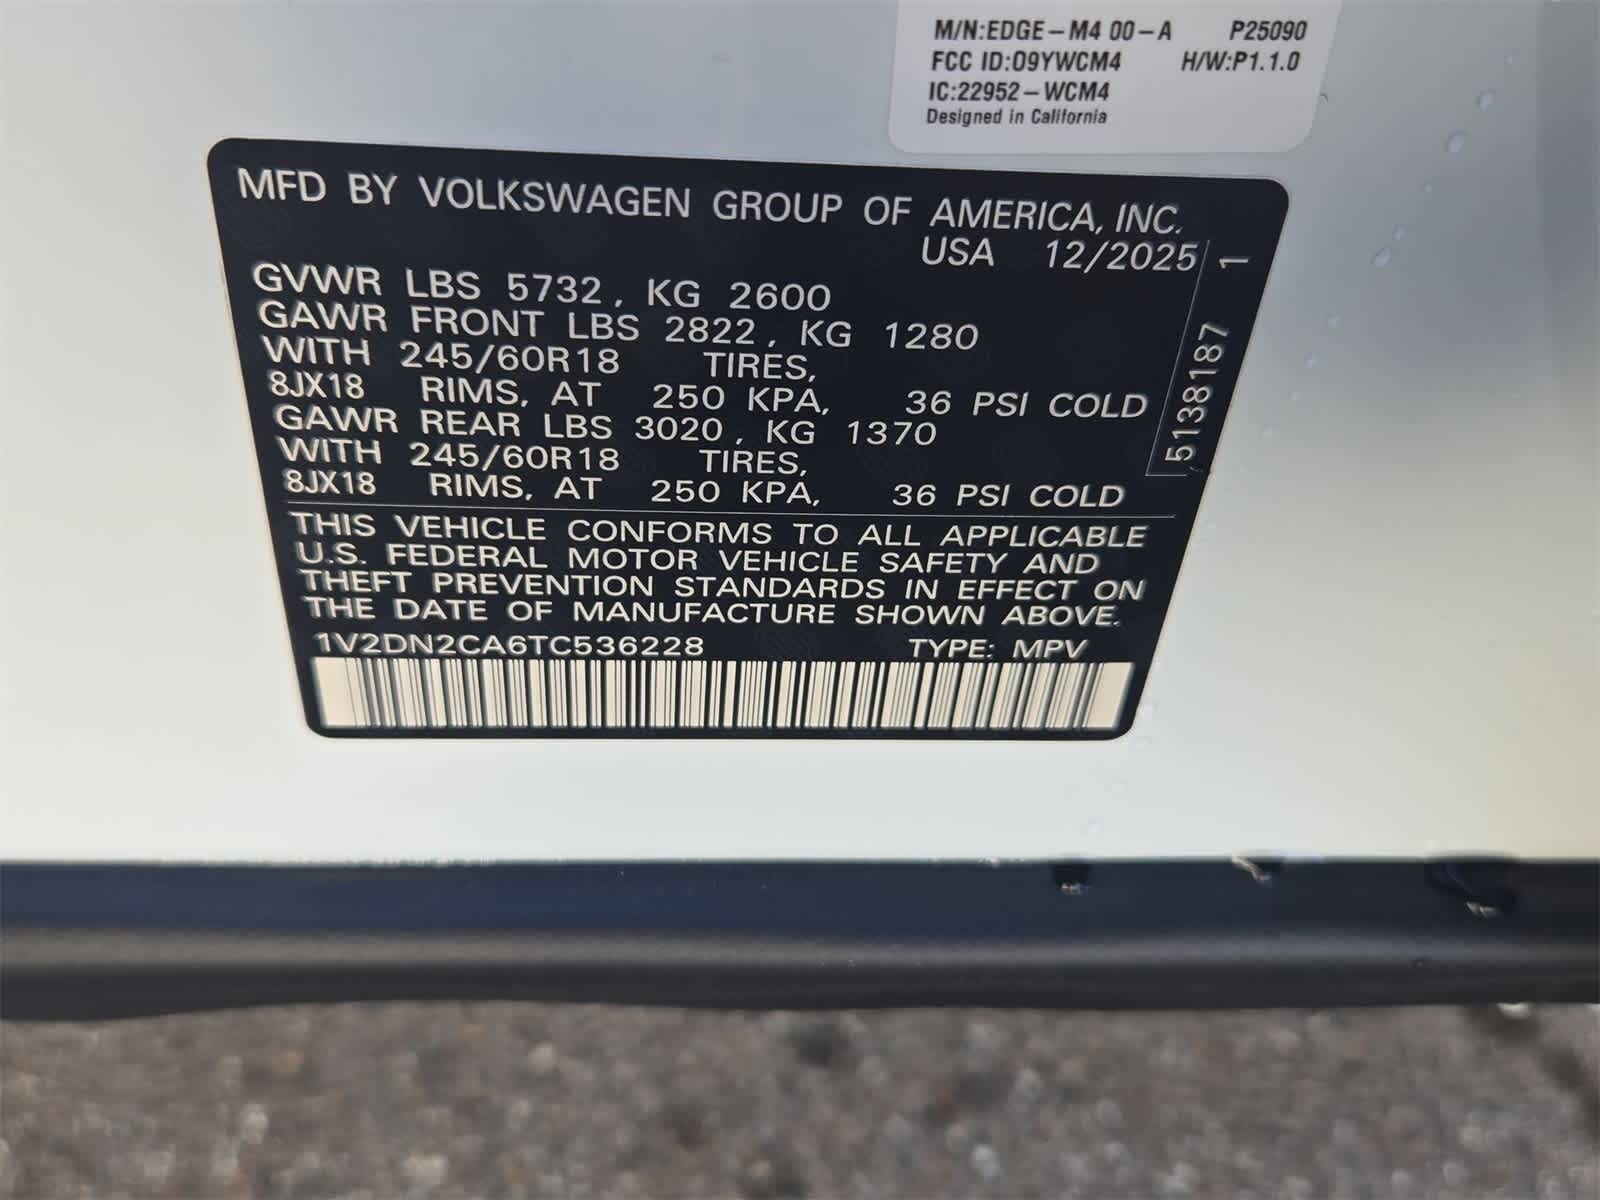 M/N:EDGE-M4 00-A P25090
FCC ID:O9YWCM4 H/W:P1.1.0
IC:22952-WCM4
Designed in California
MFD BY VOLKSWAGEN GROUP OF AMERICA, INC.
USA 12/2025
GVWR LBS 5732, KG 2600
GAWR FRONT LBS 2822, KG 1280
WITH 245/60R18 TIRES,
8JX18 RIMS, AT 250 KPA, 36 PSI COLD
GAWR REAR LBS 3020, KG 1370
WITH 245/60R18 TIRES,
8JX18 RIMS, AT 250 KPA, 36 PSI COLD
5138187 1
THIS VEHICLE CONFORMS TO ALL APPLICABLE
U.S. FEDERAL MOTOR VEHICLE SAFETY AND
THEFT PREVENTION STANDARDS IN EFFECT ON
THE DATE OF MANUFACTURE SHOWN ABOVE.
1V2DN2CA6TC536228 TYPE: MPV